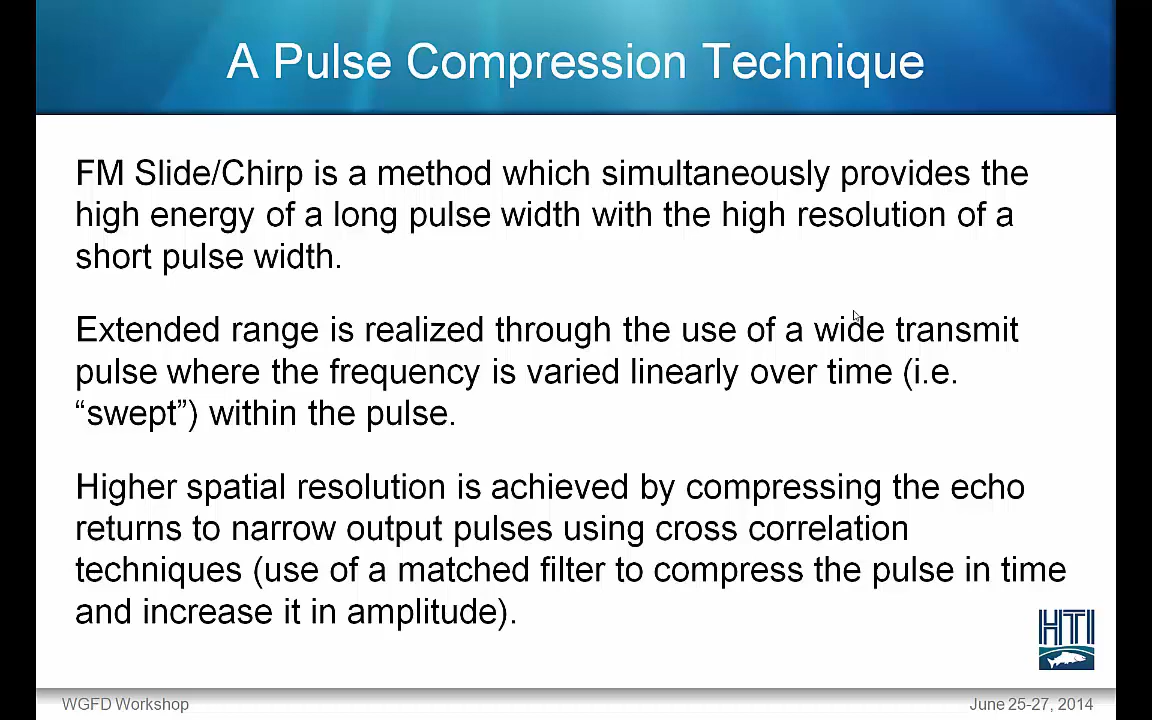 A Pulse Compression Technique
FM Slide/Chirp is a method which simultaneously provides the
high energy of a long pulse width with the high resolution of a
short pulse width.
Extended range is realized through the use of a wide transmit
pulse where the frequency is varied linearly over time (i.e.
“swept”) within the pulse.
Higher spatial resolution is achieved by compressing the echo
returns to narrow output pulses using cross correlation
techniques (use of a matched filter to compress the pulse in time
and increase it in amplitude).
HTI
WGFD Workshop
June 25-27, 2014